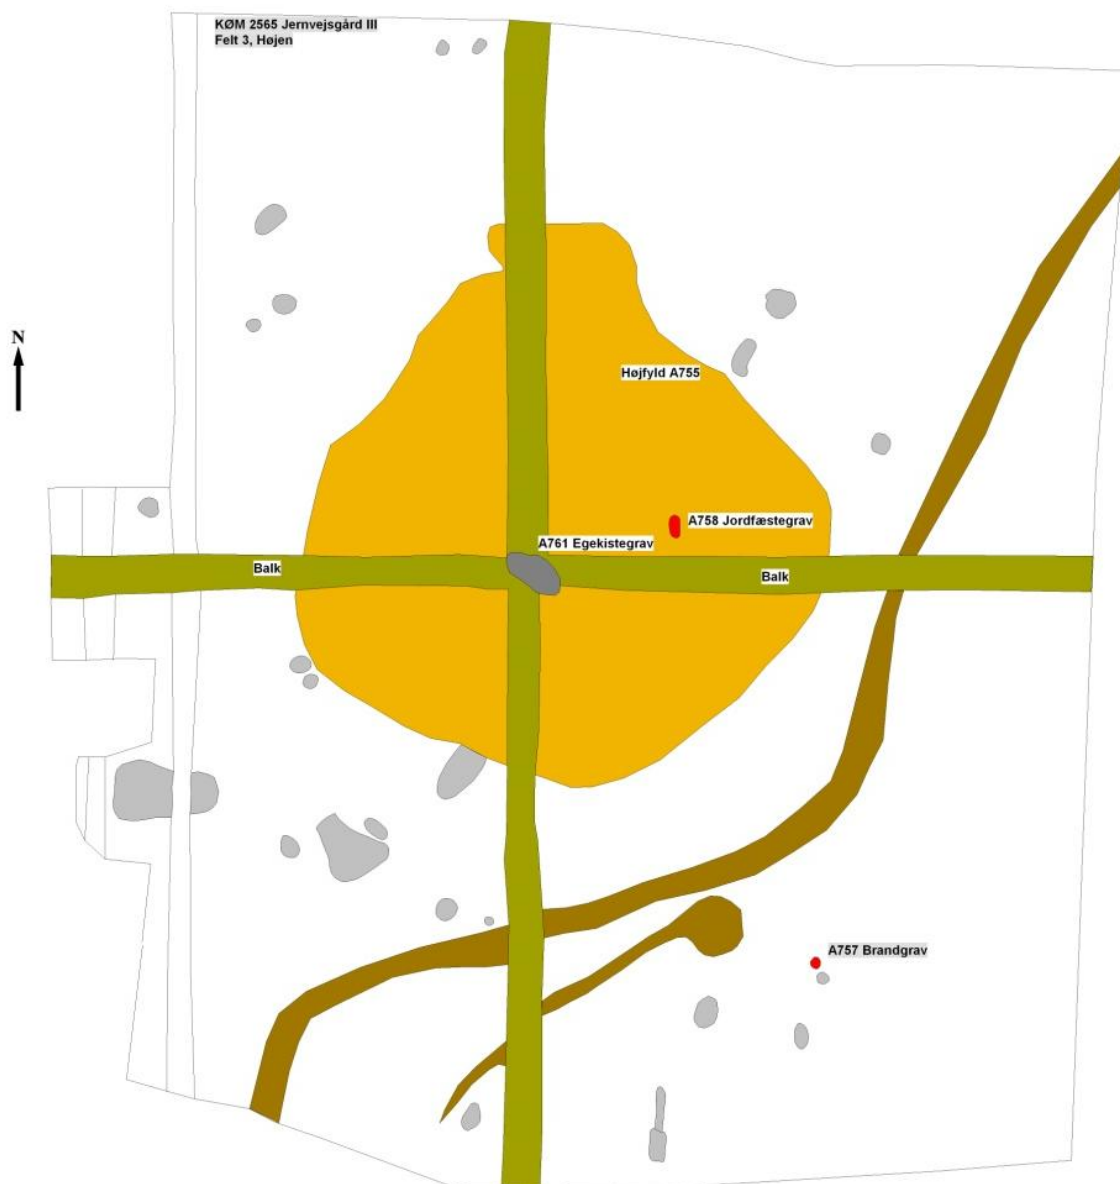 KØM 2565 Jernvejsgård III
Felt 3, Højen
N
Højfyld A755
A758 Jordfæstegrav
A761 Egekistegrav
Balk
Balk
A757 Brandgrav